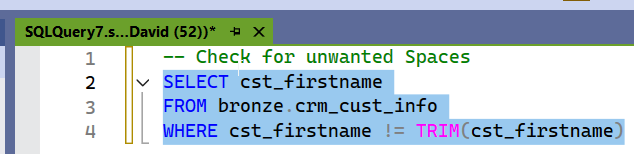 SQLQuery7.s...David (52))*
1 -- Check for unwanted Spaces
2 SELECT cst_firstname
3 FROM bronze.crm_cust_info
4 WHERE cst_firstname != TRIM(cst_firstname)